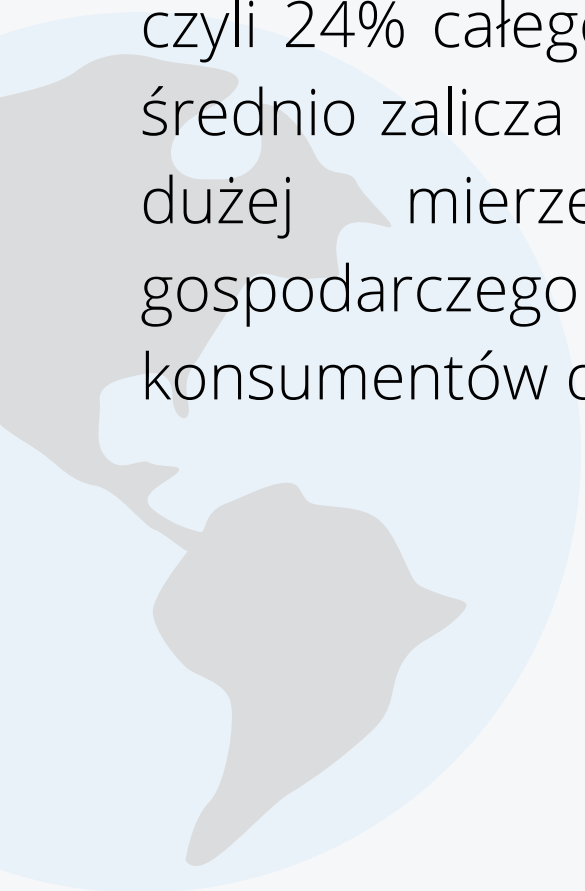 czyli 24% całego
średnio zalicza
dużej mierze
gospodarczego
konsumentów